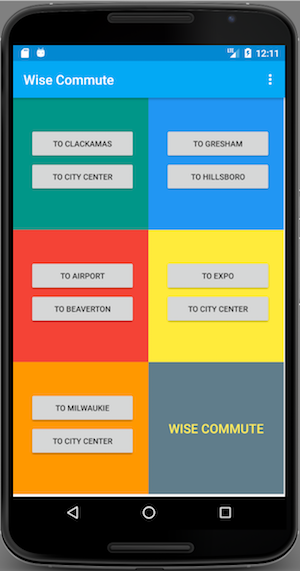 12:11
Wise Commute
TO CLACKAMAS
TO CITY CENTER
TO GRESHAM
TO HILLSBORO
TO AIRPORT
TO BEAVERTON
TO EXPO
TO CITY CENTER
TO MILWAUKIE
TO CITY CENTER
WISE COMMUTE